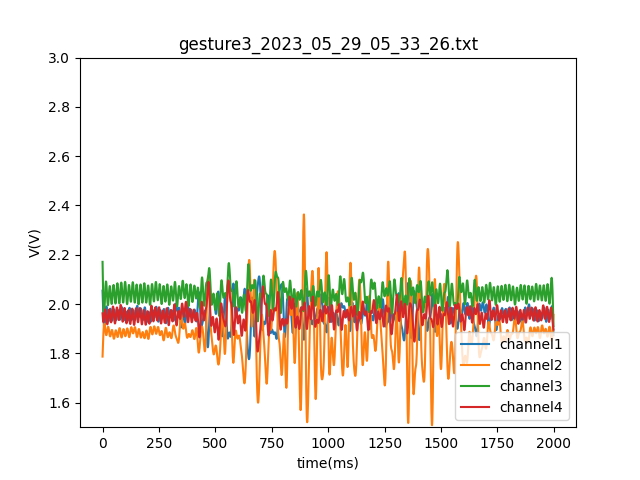 gesture3_2023_05_29_05_33_26.txt
3.0
2.8
2.6
2.4
2.2
2.0
1.8
1.6
V(V)
channel1
channel2
channel3
channel4
0 250 500 750 1000 1250 1500 1750 2000
time(ms)